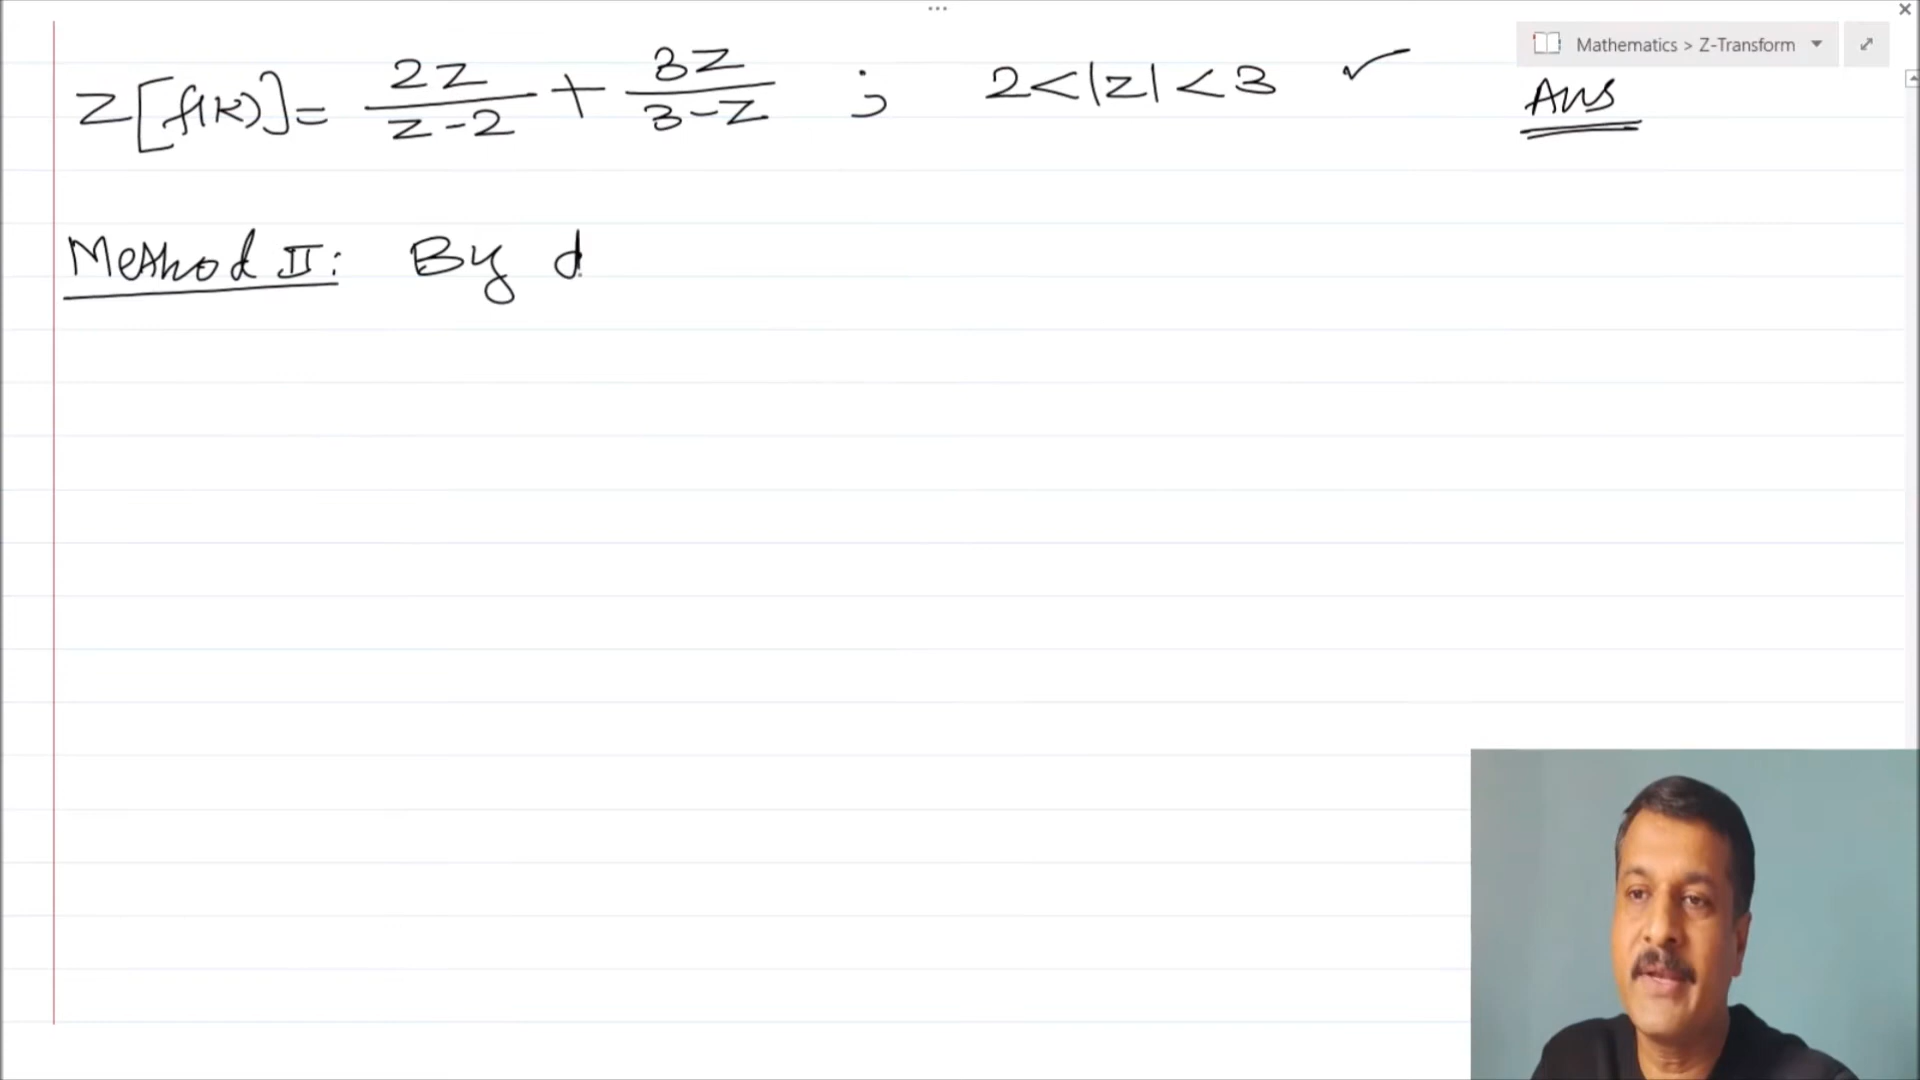 Mathematics > Z-Transform
Z[f(k)] = 2z/(z-2) + 3z/(3-z) ; 2<|z|<3 ✓ Ans
Method II: By d